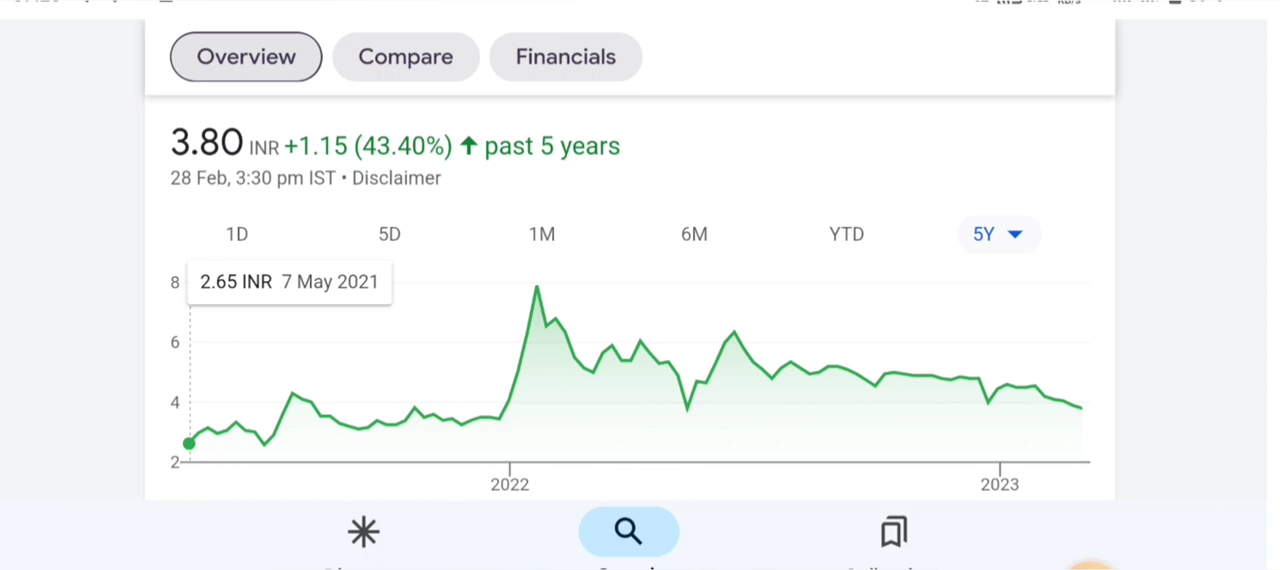 Overview Compare Financials
3.80 INR +1.15 (43.40%) ↑ past 5 years
28 Feb, 3:30 pm IST • Disclaimer
1D 5D 1M 6M YTD 5Y
2.65 INR 7 May 2021
8
6
4
2
2022 2023